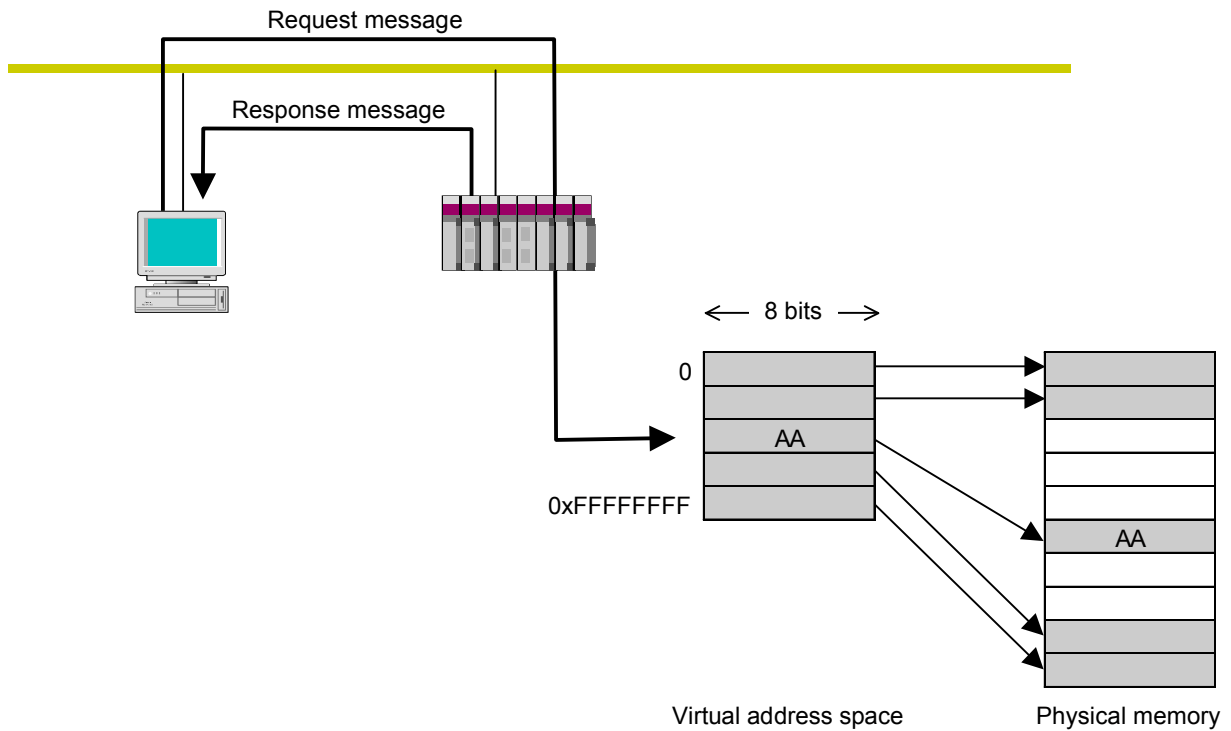 Request message
Response message
8 bits
0
AA
0xFFFFFFFF
AA
Virtual address space
Physical memory